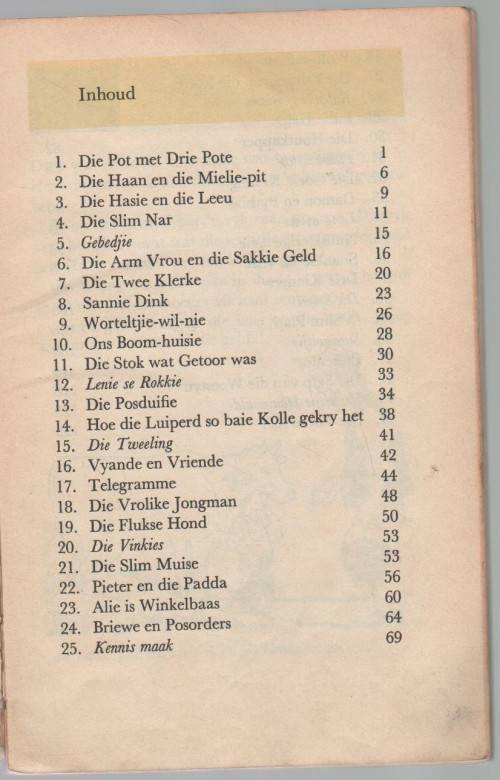 Inhoud
1. Die Pot met Drie Pote 1
2. Die Haan en die Mielie-pit 6
3. Die Hasie en die Leeu 9
4. Die Slim Nar 11
5. Gebedjie 15
6. Die Arm Vrou en die Sakkie Geld 16
7. Die Twee Klerke 20
8. Sannie Dink 23
9. Worteltjie-wil-nie 26
10. Ons Boom-huisie 28
11. Die Stok wat Getoor was 30
12. Lenie se Rokkie 33
13. Die Posduifie 34
14. Hoe die Luiperd so baie Kolle gekry het 38
15. Die Tweeling 41
16. Vyande en Vriende 42
17. Telegramme 44
18. Die Vrolike Jongman 48
19. Die Flukse Hond 50
20. Die Vinkies 53
21. Die Slim Muise 53
22. Pieter en die Padda 56
23. Alie is Winkelbaas 60
24. Briewe en Posorders 64
25. Kennis maak 69